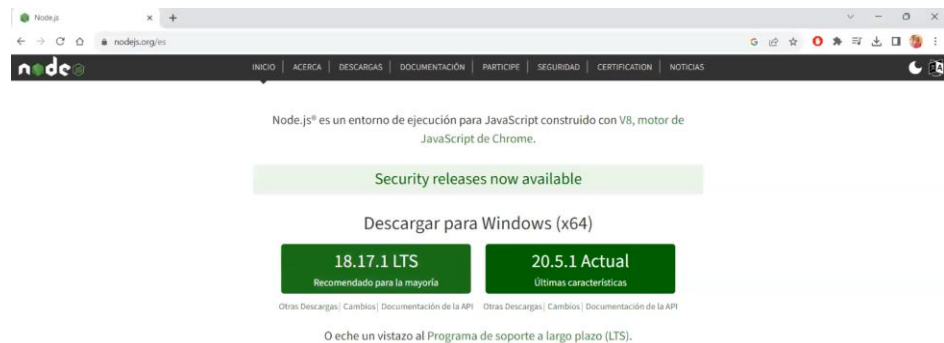 Node.js
nodejs.org/es
node
INICIO | ACERCA | DESCARGAS | DOCUMENTACIÓN | PARTICIPE | SEGURIDAD | CERTIFICATION | NOTICIAS
Node.js® es un entorno de ejecución para JavaScript construido con V8, motor de
JavaScript de Chrome.
Security releases now available
Descargar para Windows (x64)
18.17.1 LTS
Recomendado para la mayoría
20.5.1 Actual
Últimas características
Otras Descargas | Cambios | Documentación de la API
Otras Descargas | Cambios | Documentación de la API
O eche un vistazo al Programa de soporte a largo plazo (LTS).